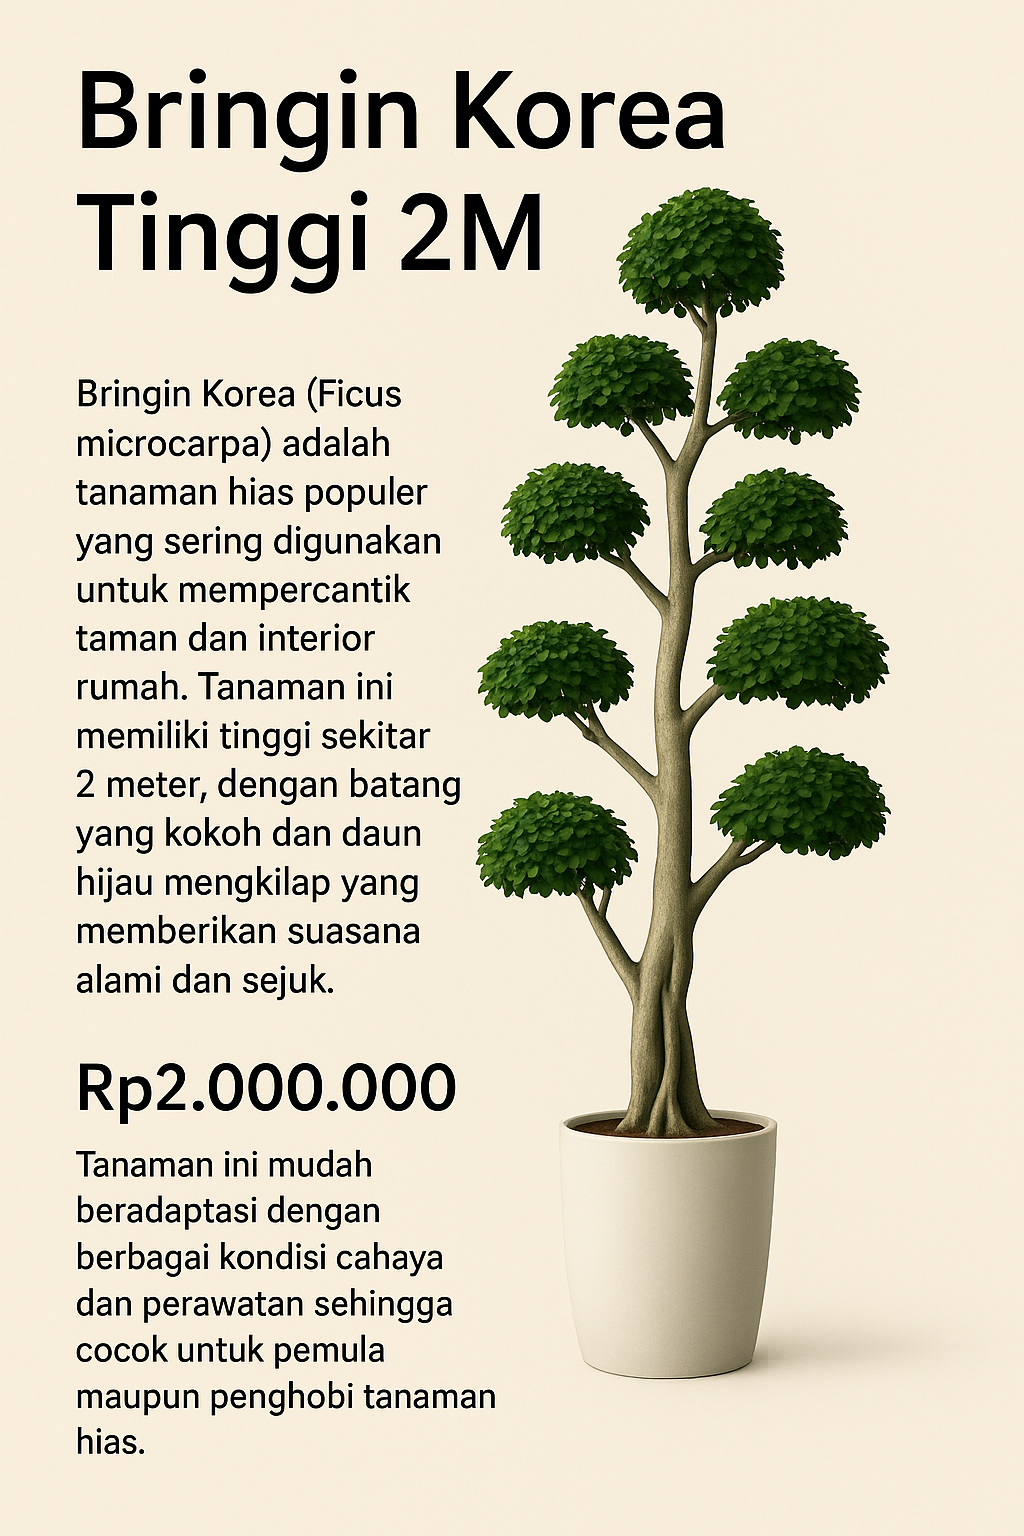 Bringin Korea
Tinggi 2M
Bringin Korea (Ficus
microcarpa) adalah
tanaman hias populer
yang sering digunakan
untuk mempercantik
taman dan interior
rumah. Tanaman ini
memiliki tinggi sekitar
2 meter, dengan batang
yang kokoh dan daun
hijau mengkilap yang
memberikan suasana
alami dan sejuk.
Rp2.000.000
Tanaman ini mudah
beradaptasi dengan
berbagai kondisi cahaya
dan perawatan sehingga
cocok untuk pemula
maupun penghobi tanaman
hias.